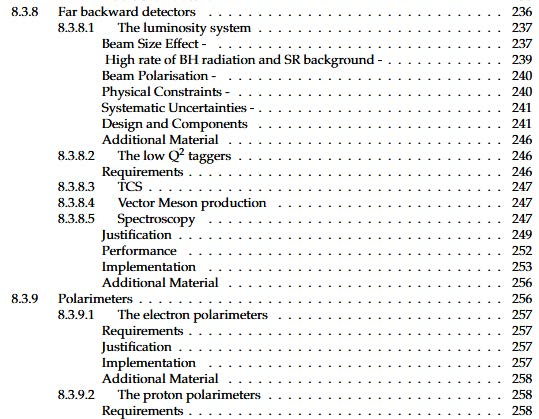 8.3.8 Far backward detectors . . . . . . . . . . . . . . . . . . . . . . . . . . 236
8.3.8.1 The luminosity system . . . . . . . . . . . . . . . . . . . . 237
Beam Size Effect - . . . . . . . . . . . . . . . . . . . . . . . . 237
High rate of BH radiation and SR background - . . . . . . . . . 239
Beam Polarisation - . . . . . . . . . . . . . . . . . . . . . . . 240
Physical Constraints - . . . . . . . . . . . . . . . . . . . . . . 240
Systematic Uncertainties - . . . . . . . . . . . . . . . . . . . . 241
Design and Components . . . . . . . . . . . . . . . . . . . . 241
Additional Material . . . . . . . . . . . . . . . . . . . . . . . 246
8.3.8.2 The low Q² taggers . . . . . . . . . . . . . . . . . . . . . . 246
Requirements . . . . . . . . . . . . . . . . . . . . . . . . . . 246
8.3.8.3 TCS . . . . . . . . . . . . . . . . . . . . . . . . . . . . . . 247
8.3.8.4 Vector Meson production . . . . . . . . . . . . . . . . . . . 247
8.3.8.5 Spectroscopy . . . . . . . . . . . . . . . . . . . . . . . . . 247
Justification . . . . . . . . . . . . . . . . . . . . . . . . . . . 249
Performance . . . . . . . . . . . . . . . . . . . . . . . . . . 252
Implementation . . . . . . . . . . . . . . . . . . . . . . . . . 253
Additional Material . . . . . . . . . . . . . . . . . . . . . . . 256
8.3.9 Polarimeters . . . . . . . . . . . . . . . . . . . . . . . . . . . . . . . 256
8.3.9.1 The electron polarimeters . . . . . . . . . . . . . . . . . . . 257
Requirements . . . . . . . . . . . . . . . . . . . . . . . . . . 257
Justification . . . . . . . . . . . . . . . . . . . . . . . . . . . 257
Implementation . . . . . . . . . . . . . . . . . . . . . . . . . 257
Additional Material . . . . . . . . . . . . . . . . . . . . . . . 258
8.3.9.2 The proton polarimeters . . . . . . . . . . . . . . . . . . . . 258
Requirements . . . . . . . . . . . . . . . . . . . . . . . . . . 258